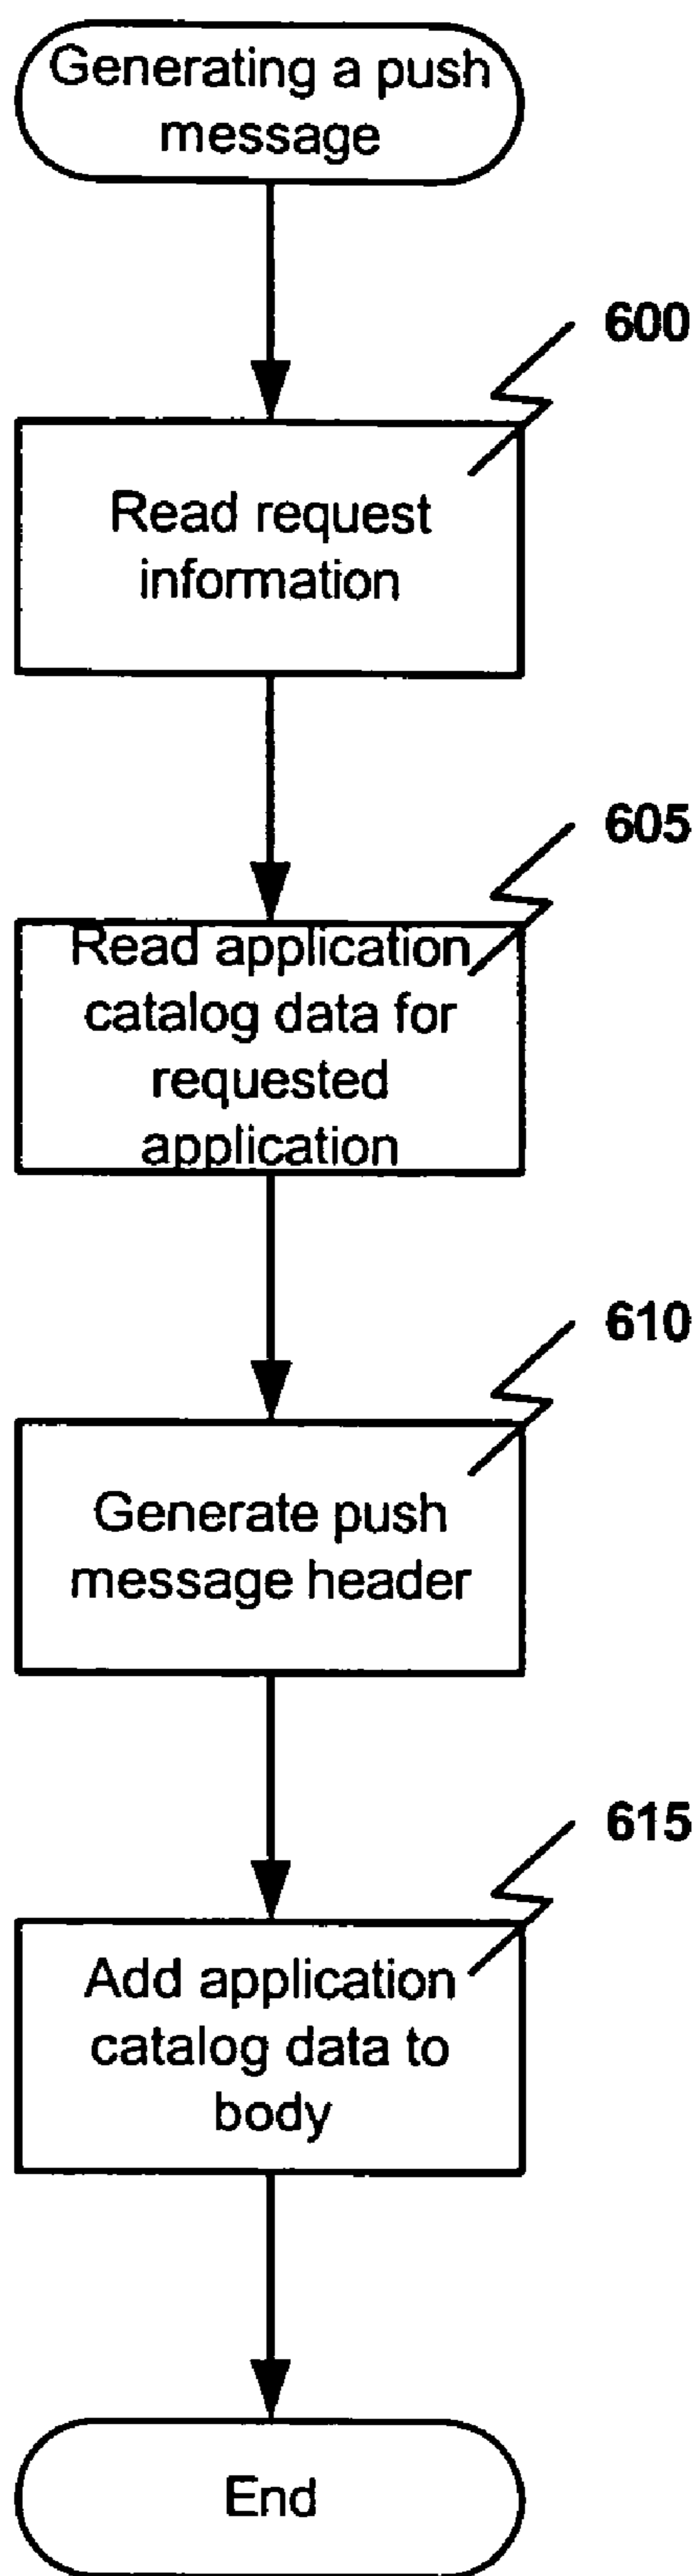 Generating a push
message
600
Read request
information
605
Read application
catalog data for
requested
application
610
Generate push
message header
615
Add application
catalog data to
body
End